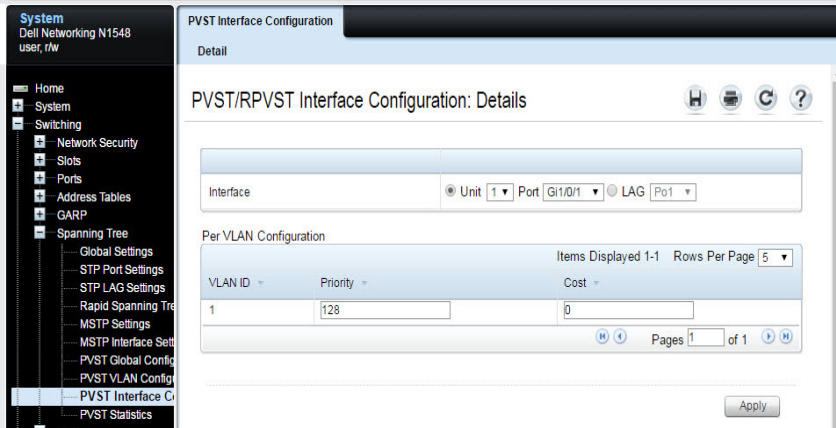 System
Dell Networking N1548
user, r/w
Home
System
Switching
Network Security
Slots
Ports
Address Tables
GARP
Spanning Tree
Global Settings
STP Port Settings
STP LAG Settings
Rapid Spanning Tre
MSTP Settings
MSTP Interface Sett
PVST Global Config
PVST VLAN Configu
PVST Interface Co
PVST Statistics
PVST Interface Configuration
Detail
PVST/RPVST Interface Configuration: Details
Interface Unit 1 Port Gi1/0/1 LAG Po1
Per VLAN Configuration
Items Displayed 1-1 Rows Per Page 5
VLAN ID Priority Cost
1 128 0
Pages 1 of 1
Apply